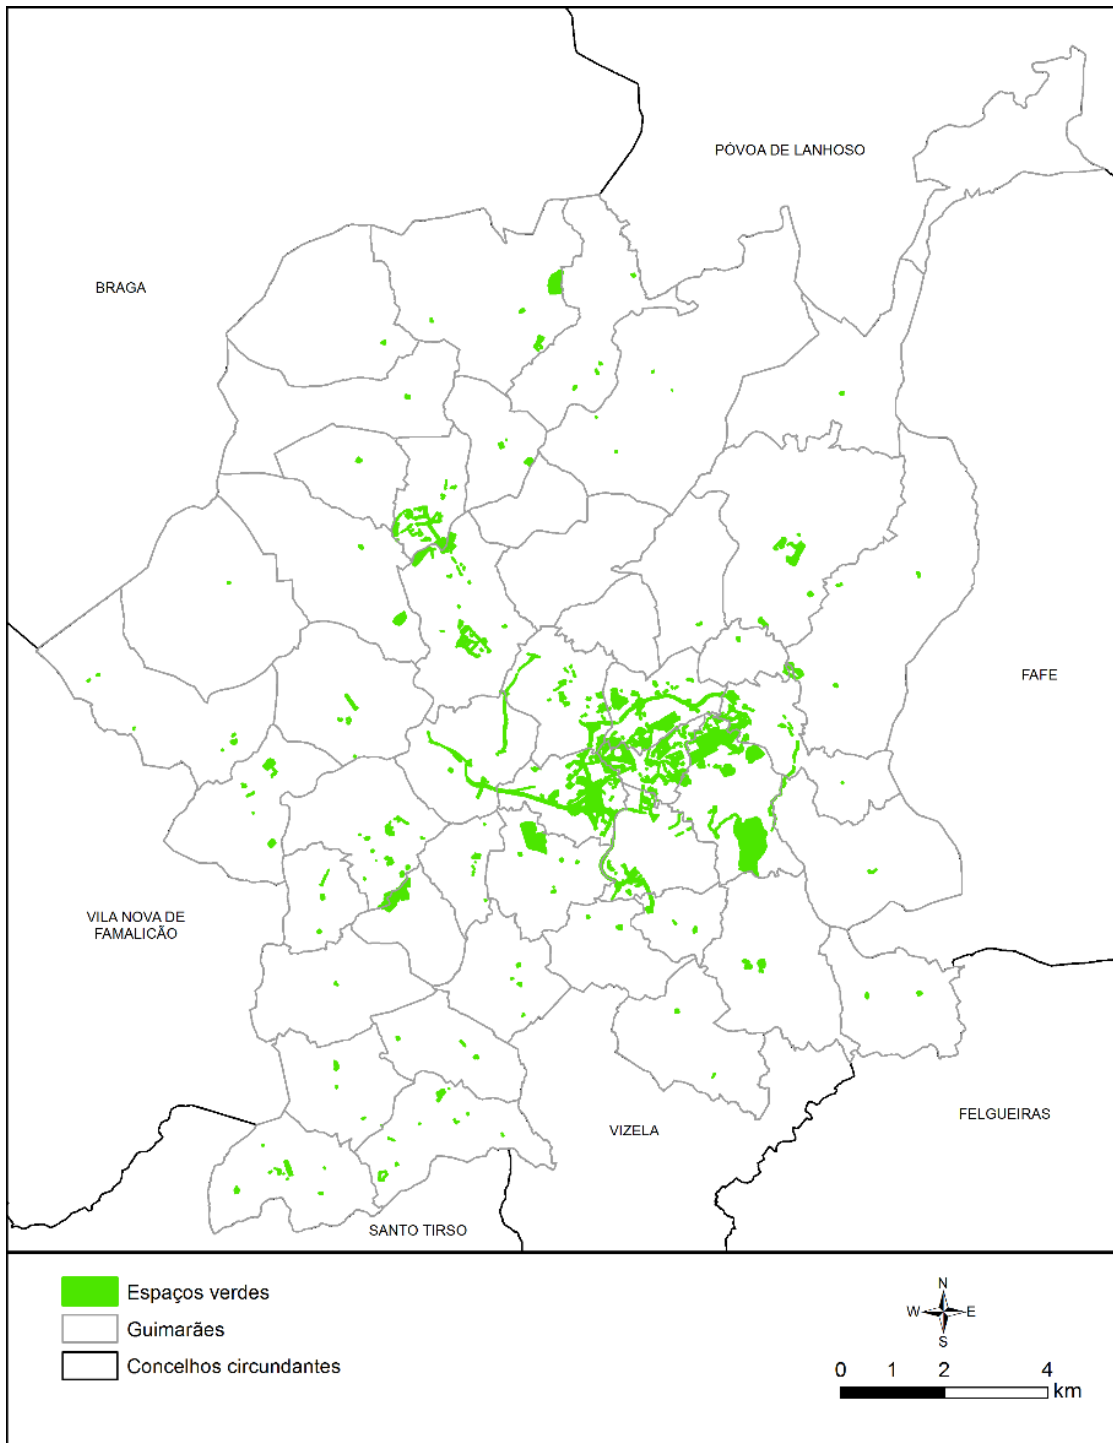 PÓVOA DE LANHOSO
BRAGA
FAFE
VILA NOVA DE
FAMALICÃO
FELGUEIRAS
VIZELA
SANTO TIRSO
Espaços verdes
Guimarães
Concelhos circundantes
N
W E
S
0 1 2 4
km